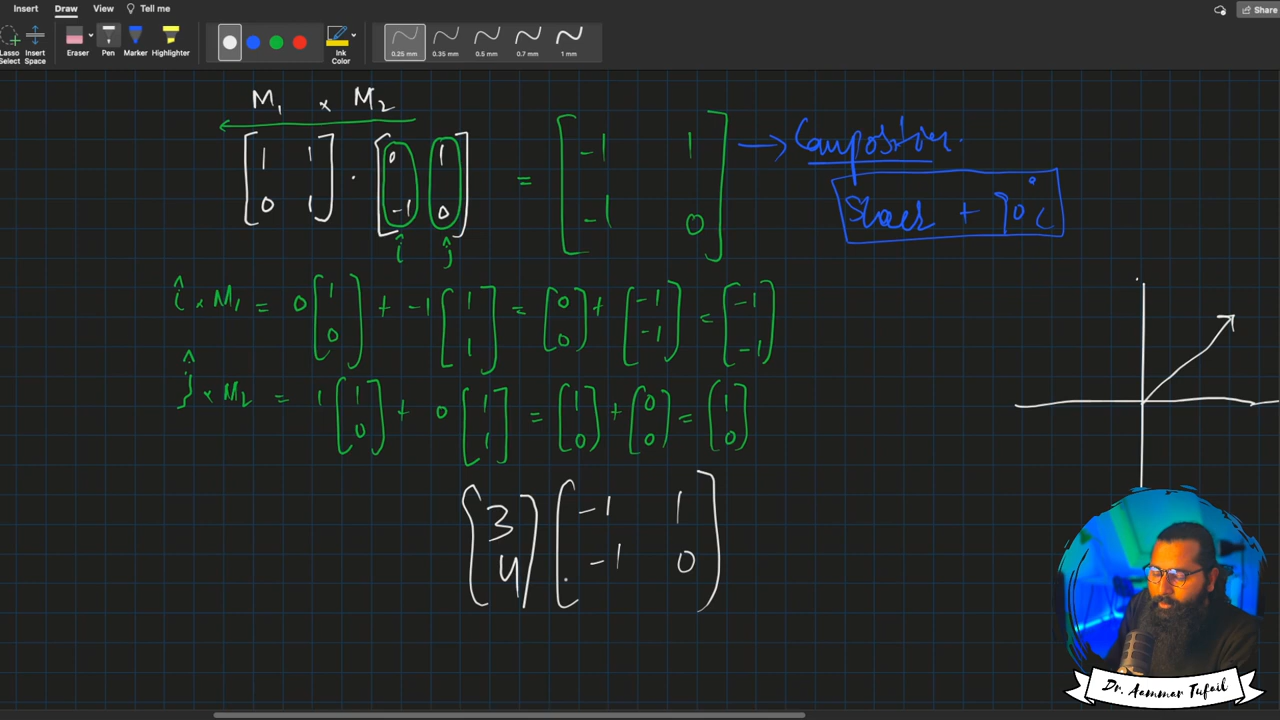 Insert Draw View Tell me
Share
Lasso Select
Insert Space
Eraser
Pen
Marker
Highlighter
Ink Color
0.25 mm
0.35 mm
0.5 mm
0.7 mm
1 mm
M₁ × M₂
[1 1; 0 1] · [0 1; -1 0] = [-1 1; -1 0] → Composition.
+ 90°
î ĵ
î × M₁ = 0 [1; 0] + -1 [1; 1] = [0; 0] + [-1; -1] = [-1; -1]
ĵ × M₂ = 1 [1; 0] + 0 [1; 1] = [1; 0] + [0; 0] = [1; 0]
[3; 4] [-1 1; -1 0]
Dr. Aammar Tufail